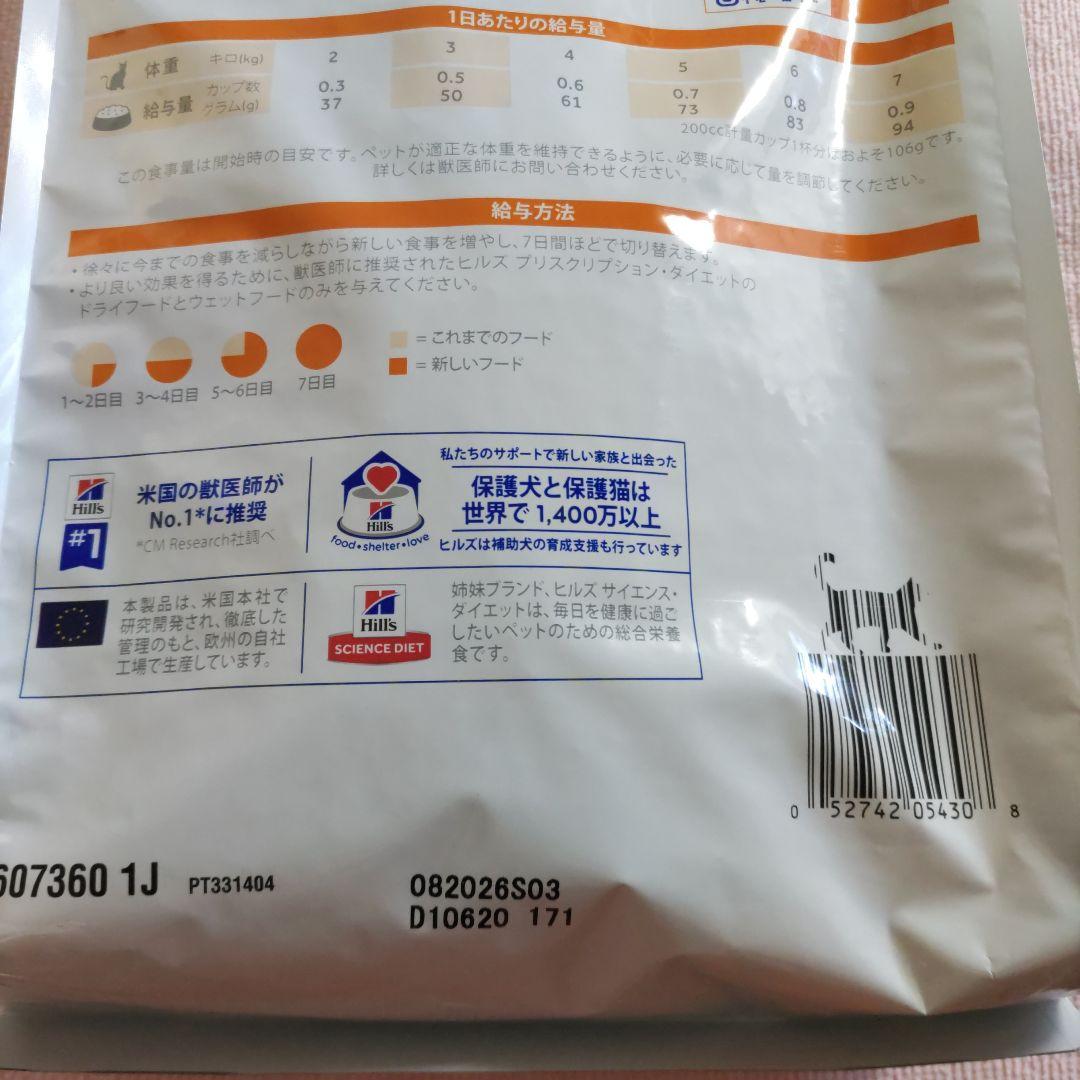 1日あたりの給与量
体重 キロ(kg) 2 3 4 5 6 7
給与量 カップ数 0.3 0.5 0.6 0.7 0.8 0.9
グラム(g) 37 50 61 73 83 94
200cc計量カップ1杯分はおよそ106gです。
この食事量は開始時の目安です。ペットが適正な体重を維持できるように、必要に応じて量を調節してください。
詳しくは獣医師にお問い合わせください。
給与方法
・徐々に今までの食事を減らしながら新しい食事を増やし、7日間ほどで切り替えます。
・より良い効果を得るために、獣医師に推奨されたヒルズ プリスクリプション・ダイエットの
ドライフードとウェットフードのみを与えてください。
1〜2日目 3〜4日目 5〜6日目 7日目
= これまでのフード
= 新しいフード
Hill's
#1
米国の獣医師が
No.1*に推奨
*CM Research社調べ
Hill's
food•shelter•love
私たちのサポートで新しい家族と出会った
保護犬と保護猫は
世界で 1,400万以上
ヒルズは補助犬の育成支援も行っています
本製品は、米国本社で
研究開発され、徹底した
管理のもと、欧州の自社
工場で生産しています。
Hill's
SCIENCE DIET
姉妹ブランド、ヒルズ サイエンス・
ダイエットは、毎日を健康に過ご
したいペットのための総合栄養
食です。
0 52742 05430 8
607360 1J PT331404
082026S03
D10620 171